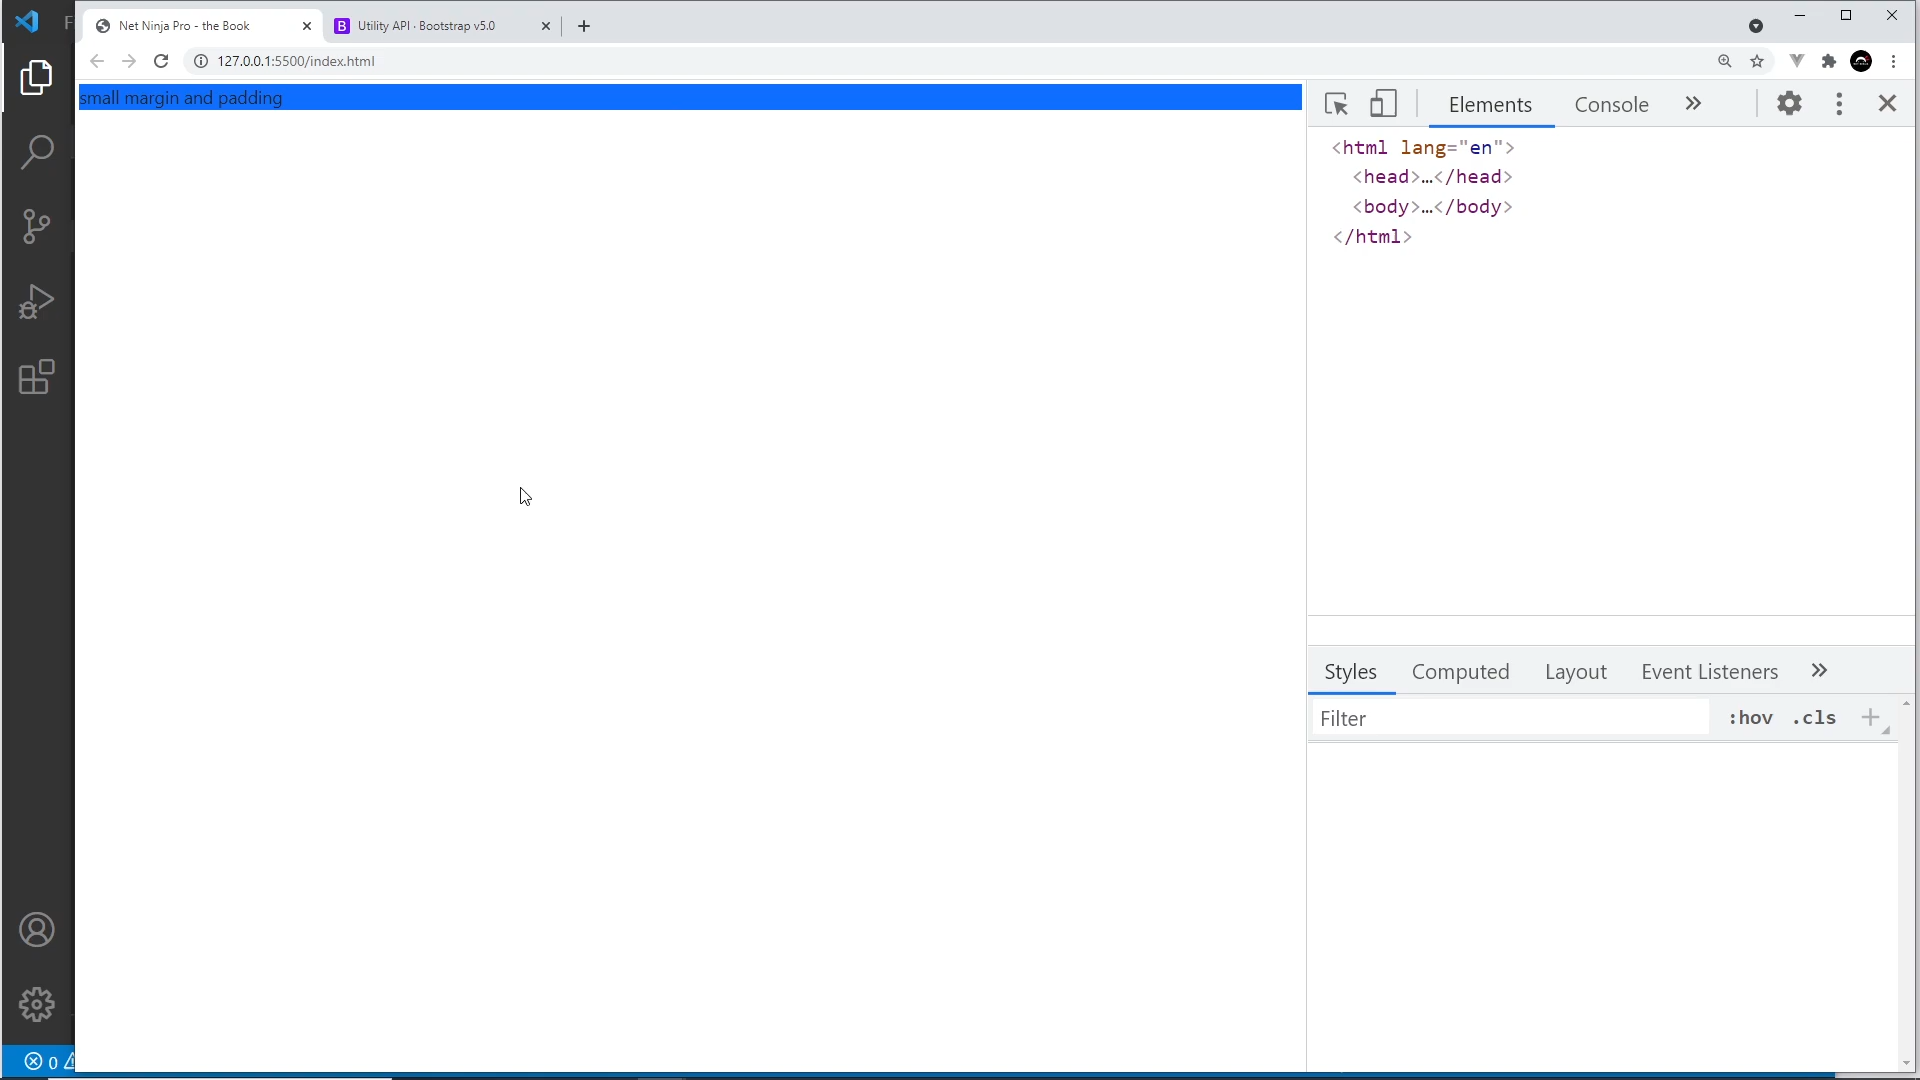 F
Net Ninja Pro - the Book
Utility API · Bootstrap v5.0
127.0.0.1:5500/index.html
small margin and padding
Elements
Console
<html lang="en">
<head>…</head>
<body>…</body>
</html>
Styles
Computed
Layout
Event Listeners
Filter
:hov
.cls
0